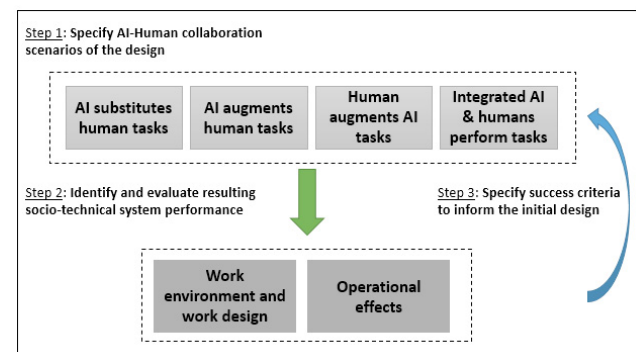 Step 1: Specify AI-Human collaboration
scenarios of the design
AI substitutes
human tasks
AI augments
human tasks
Human
augments AI
tasks
Integrated AI
& humans
perform tasks
Step 2: Identify and evaluate resulting
socio-technical system performance
Step 3: Specify success criteria
to inform the initial design
Work
environment and
work design
Operational
effects